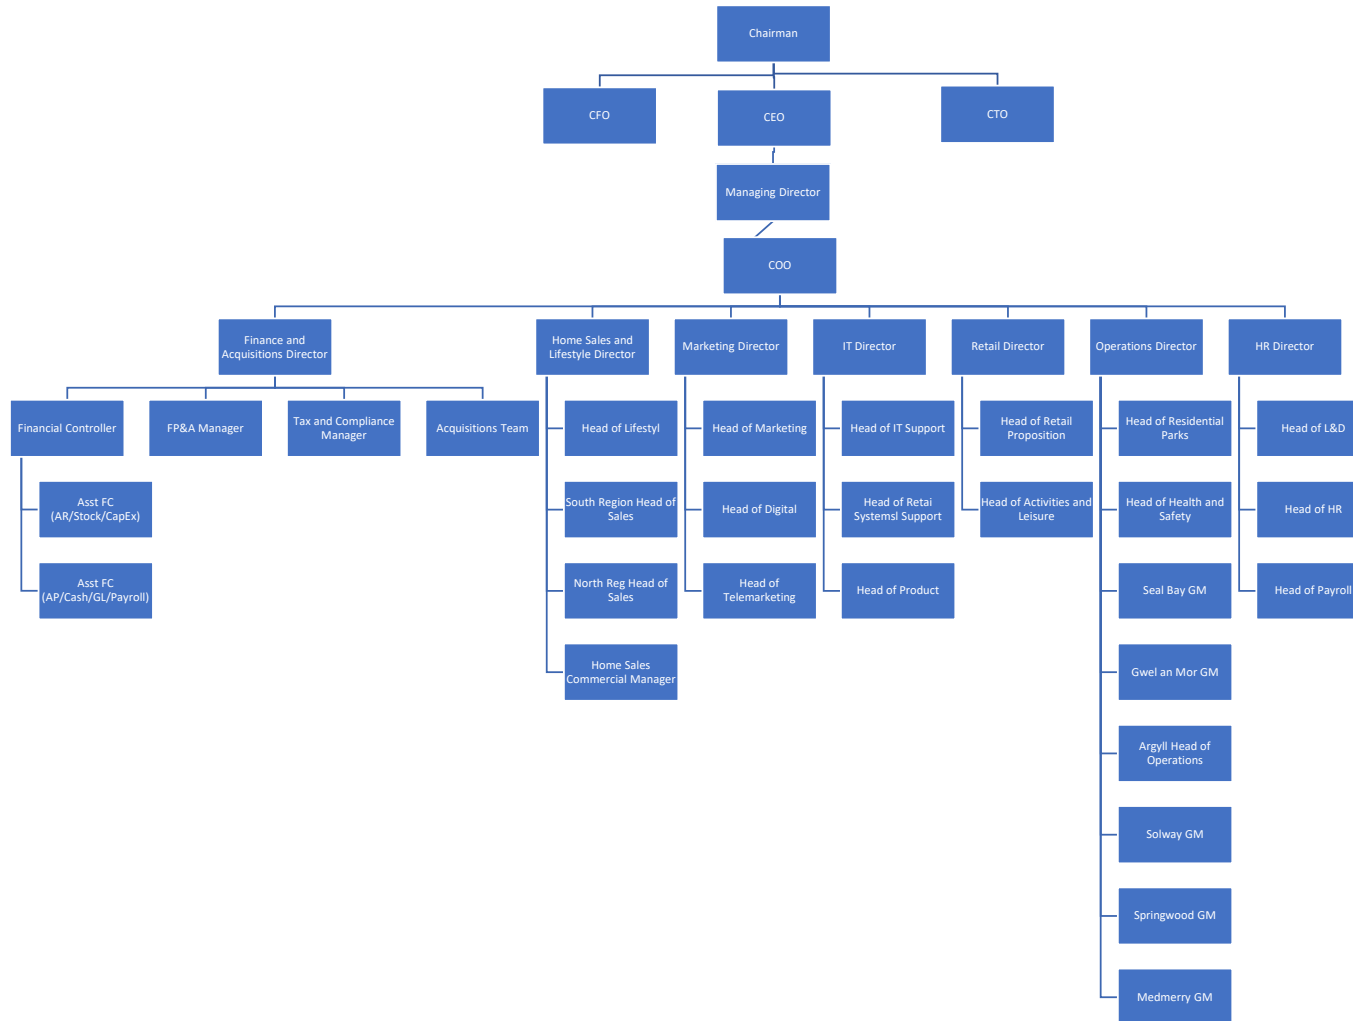 Chairman
CFO
CEO
CTO
Managing Director
COO
Finance and
Acquisitions Director
Home Sales and
Lifestyle Director
Marketing Director
IT Director
Retail Director
Operations Director
HR Director
Financial Controller
FP&A Manager
Tax and Compliance
Manager
Acquisitions Team
Head of Lifestyl
Head of Marketing
Head of IT Support
Head of Retail
Proposition
Head of Residential
Parks
Head of L&D
Asst FC
(AR/Stock/CapEx)
South Region Head of
Sales
Head of Digital
Head of Retai
Systemsl Support
Head of Activities and
Leisure
Head of Health and
Safety
Head of HR
Asst FC
(AP/Cash/GL/Payroll)
North Reg Head of
Sales
Head of
Telemarketing
Head of Product
Seal Bay GM
Head of Payroll
Home Sales
Commercial Manager
Gwel an Mor GM
Argyll Head of
Operations
Solway GM
Springwood GM
Medmerry GM